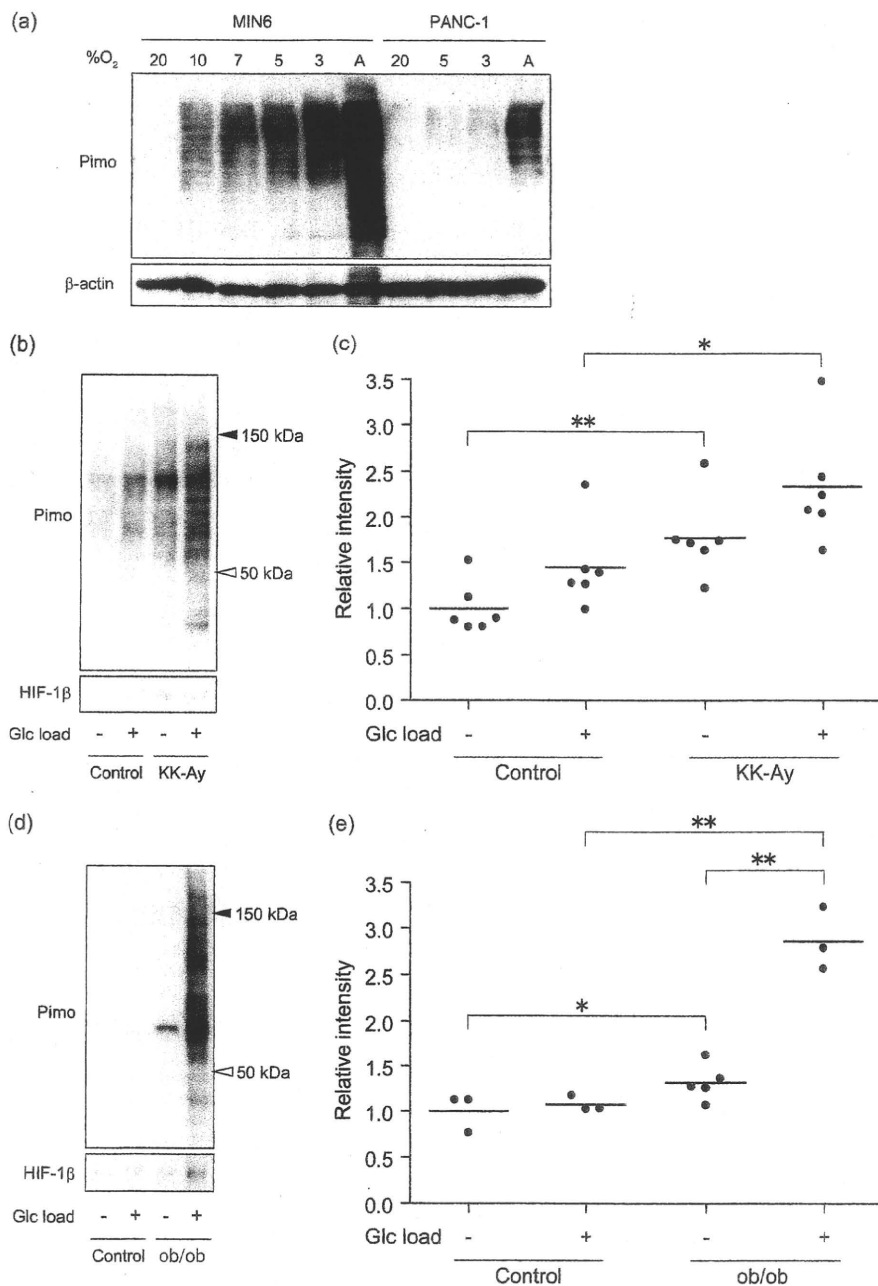 (a)
MIN6 PANC-1
%O₂ 20 10 7 5 3 A 20 5 3 A
Pimo
β-actin
(b)
150 kDa
Pimo
50 kDa
HIF-1β
Glc load - + - +
Control KK-Ay
(c)
*
**
3.5
3.0
2.5
2.0
1.5
1.0
0.5
0.0
Relative intensity
Glc load - + - +
Control KK-Ay
(d)
150 kDa
Pimo
50 kDa
HIF-1β
Glc load - + - +
Control ob/ob
(e)
**
**
*
3.5
3.0
2.5
2.0
1.5
1.0
0.5
0.0
Relative intensity
Glc load - + - +
Control ob/ob